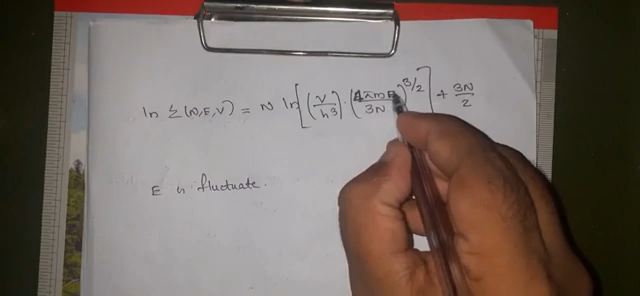 ln Σ(N,E,V) = N ln[(V/h³)·(4πmE/3N)^3/2] + 3N/2
E is fluctuate.